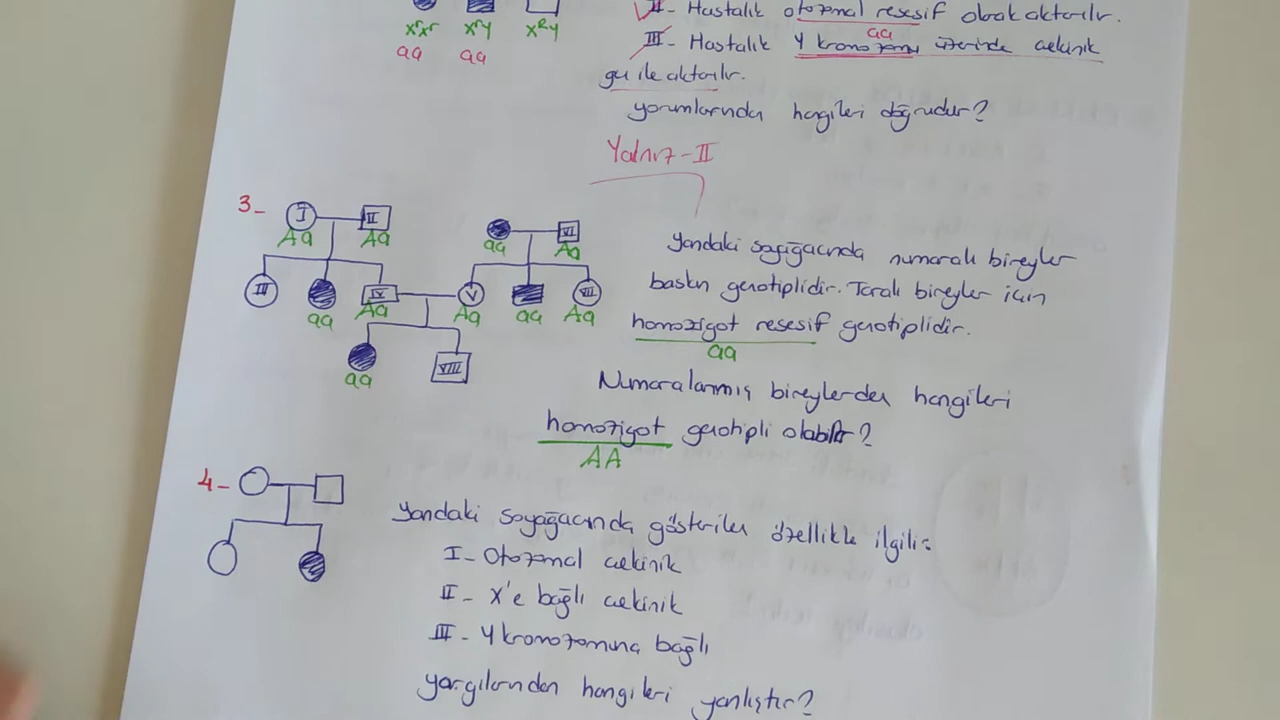 II- Hastalık otozomal resesif olarak aktarılır.
aa
III- Hastalık Y kromozomu üzerinde çekinik
gen ile aktarılır.
yorumlarında hangileri doğrudur?
Yalnız-II
XʳXʳ XʳY XᴿY
aa aa
3-
I II VI
Aa Aa aa Aa
III IV V VII
aa Aa Aa aa Aa
VIII
aa
Yandaki soyağacında numaralı bireyler
baskın genotiplidir. Taralı bireyler için
homozigot resesif genotiplidir.
aa
Numaralanmış bireylerden hangileri
homozigot genotipli olabilir?
AA
4-
Yandaki soyağacında gösterilen özellikle ilgili:
I- Otozomal çekinik
II- X'e bağlı çekinik
III- Y kromozomuna bağlı
yargılarından hangileri yanlıştır?